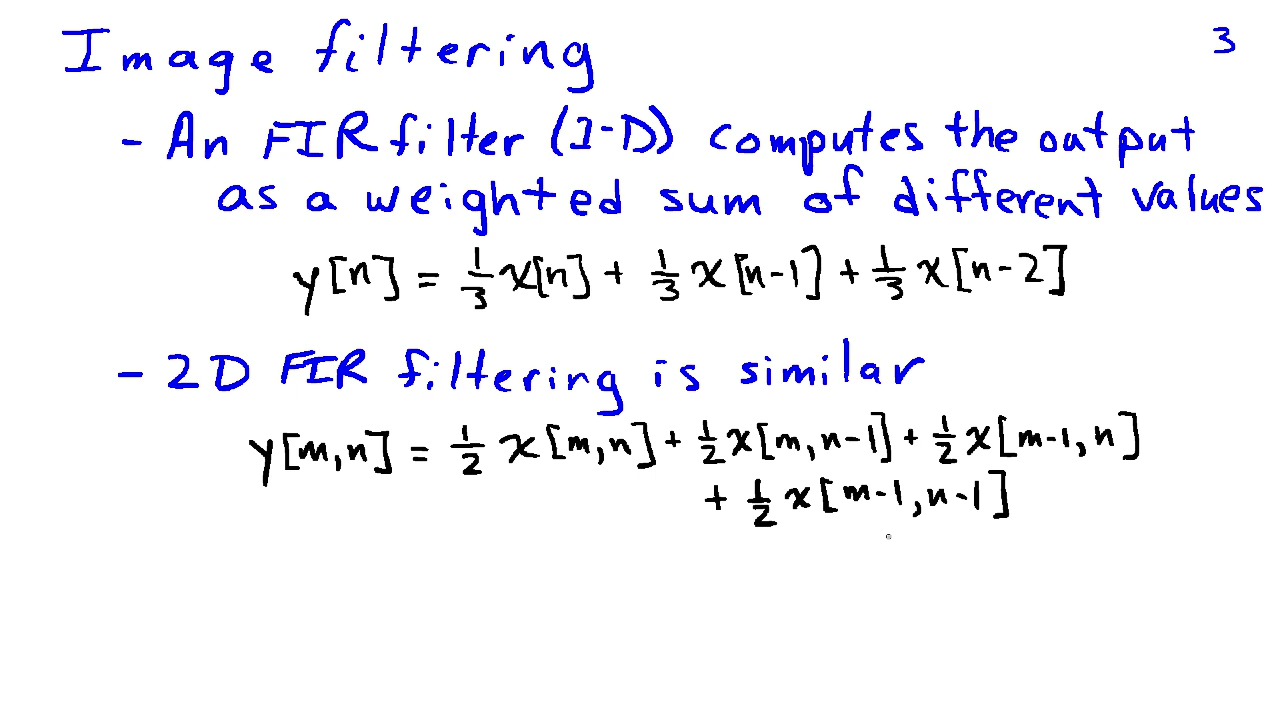 Image filtering 3
- An FIR filter (1-D) computes the output
as a weighted sum of different values
y[n] = 1/3 x[n] + 1/3 x[n-1] + 1/3 x[n-2]
- 2D FIR filtering is similar
y[m,n] = 1/2 x[m,n] + 1/2 x[m,n-1] + 1/2 x[m-1,n]
+ 1/2 x[m-1,n-1]